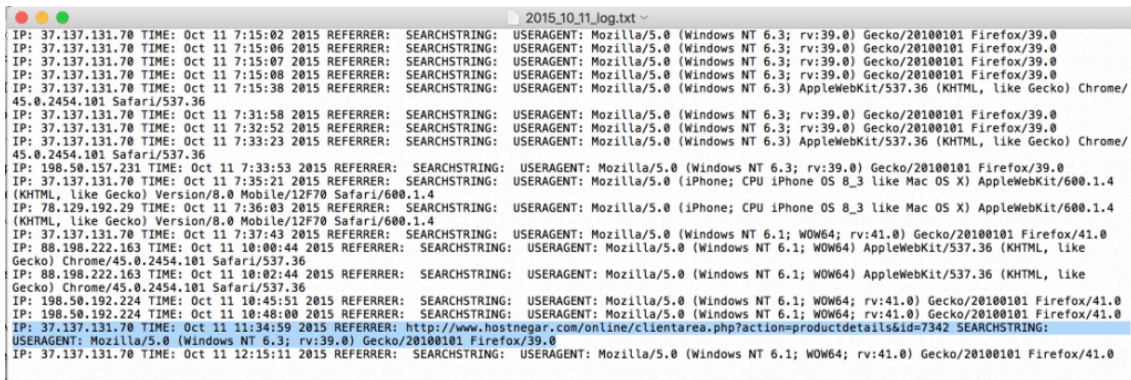 2015_10_11_log.txt
IP: 37.137.131.70 TIME: Oct 11 7:15:02 2015 REFERRER:  SEARCHSTRING:  USERAGENT: Mozilla/5.0 (Windows NT 6.3; rv:39.0) Gecko/20100101 Firefox/39.0
IP: 37.137.131.70 TIME: Oct 11 7:15:06 2015 REFERRER:  SEARCHSTRING:  USERAGENT: Mozilla/5.0 (Windows NT 6.3; rv:39.0) Gecko/20100101 Firefox/39.0
IP: 37.137.131.70 TIME: Oct 11 7:15:07 2015 REFERRER:  SEARCHSTRING:  USERAGENT: Mozilla/5.0 (Windows NT 6.3; rv:39.0) Gecko/20100101 Firefox/39.0
IP: 37.137.131.70 TIME: Oct 11 7:15:08 2015 REFERRER:  SEARCHSTRING:  USERAGENT: Mozilla/5.0 (Windows NT 6.3; rv:39.0) Gecko/20100101 Firefox/39.0
IP: 37.137.131.70 TIME: Oct 11 7:15:38 2015 REFERRER:  SEARCHSTRING:  USERAGENT: Mozilla/5.0 (Windows NT 6.3) AppleWebKit/537.36 (KHTML, like Gecko) Chrome/
45.0.2454.101 Safari/537.36
IP: 37.137.131.70 TIME: Oct 11 7:31:58 2015 REFERRER:  SEARCHSTRING:  USERAGENT: Mozilla/5.0 (Windows NT 6.3; rv:39.0) Gecko/20100101 Firefox/39.0
IP: 37.137.131.70 TIME: Oct 11 7:32:52 2015 REFERRER:  SEARCHSTRING:  USERAGENT: Mozilla/5.0 (Windows NT 6.3; rv:39.0) Gecko/20100101 Firefox/39.0
IP: 37.137.131.70 TIME: Oct 11 7:33:23 2015 REFERRER:  SEARCHSTRING:  USERAGENT: Mozilla/5.0 (Windows NT 6.3) AppleWebKit/537.36 (KHTML, like Gecko) Chrome/
45.0.2454.101 Safari/537.36
IP: 198.50.157.231 TIME: Oct 11 7:33:53 2015 REFERRER:  SEARCHSTRING:  USERAGENT: Mozilla/5.0 (Windows NT 6.3; rv:39.0) Gecko/20100101 Firefox/39.0
IP: 37.137.131.70 TIME: Oct 11 7:35:21 2015 REFERRER:  SEARCHSTRING:  USERAGENT: Mozilla/5.0 (iPhone; CPU iPhone OS 8_3 like Mac OS X) AppleWebKit/600.1.4
(KHTML, like Gecko) Version/8.0 Mobile/12F70 Safari/600.1.4
IP: 78.129.192.29 TIME: Oct 11 7:36:03 2015 REFERRER:  SEARCHSTRING:  USERAGENT: Mozilla/5.0 (iPhone; CPU iPhone OS 8_3 like Mac OS X) AppleWebKit/600.1.4
(KHTML, like Gecko) Version/8.0 Mobile/12F70 Safari/600.1.4
IP: 37.137.131.70 TIME: Oct 11 7:37:43 2015 REFERRER:  SEARCHSTRING:  USERAGENT: Mozilla/5.0 (Windows NT 6.1; WOW64; rv:41.0) Gecko/20100101 Firefox/41.0
IP: 88.198.222.163 TIME: Oct 11 10:00:44 2015 REFERRER:  SEARCHSTRING:  USERAGENT: Mozilla/5.0 (Windows NT 6.1; WOW64) AppleWebKit/537.36 (KHTML, like
Gecko) Chrome/45.0.2454.101 Safari/537.36
IP: 88.198.222.163 TIME: Oct 11 10:02:44 2015 REFERRER:  SEARCHSTRING:  USERAGENT: Mozilla/5.0 (Windows NT 6.1; WOW64) AppleWebKit/537.36 (KHTML, like
Gecko) Chrome/45.0.2454.101 Safari/537.36
IP: 198.50.192.224 TIME: Oct 11 10:45:51 2015 REFERRER:  SEARCHSTRING:  USERAGENT: Mozilla/5.0 (Windows NT 6.1; WOW64; rv:41.0) Gecko/20100101 Firefox/41.0
IP: 198.50.192.224 TIME: Oct 11 10:48:00 2015 REFERRER:  SEARCHSTRING:  USERAGENT: Mozilla/5.0 (Windows NT 6.1; WOW64; rv:41.0) Gecko/20100101 Firefox/41.0
IP: 37.137.131.70 TIME: Oct 11 11:34:59 2015 REFERRER: http://www.hostnegar.com/online/clientarea.php?action=productdetails&id=7342 SEARCHSTRING:
USERAGENT: Mozilla/5.0 (Windows NT 6.3; rv:39.0) Gecko/20100101 Firefox/39.0
IP: 37.137.131.70 TIME: Oct 11 12:15:11 2015 REFERRER:  SEARCHSTRING:  USERAGENT: Mozilla/5.0 (Windows NT 6.1; WOW64; rv:41.0) Gecko/20100101 Firefox/41.0